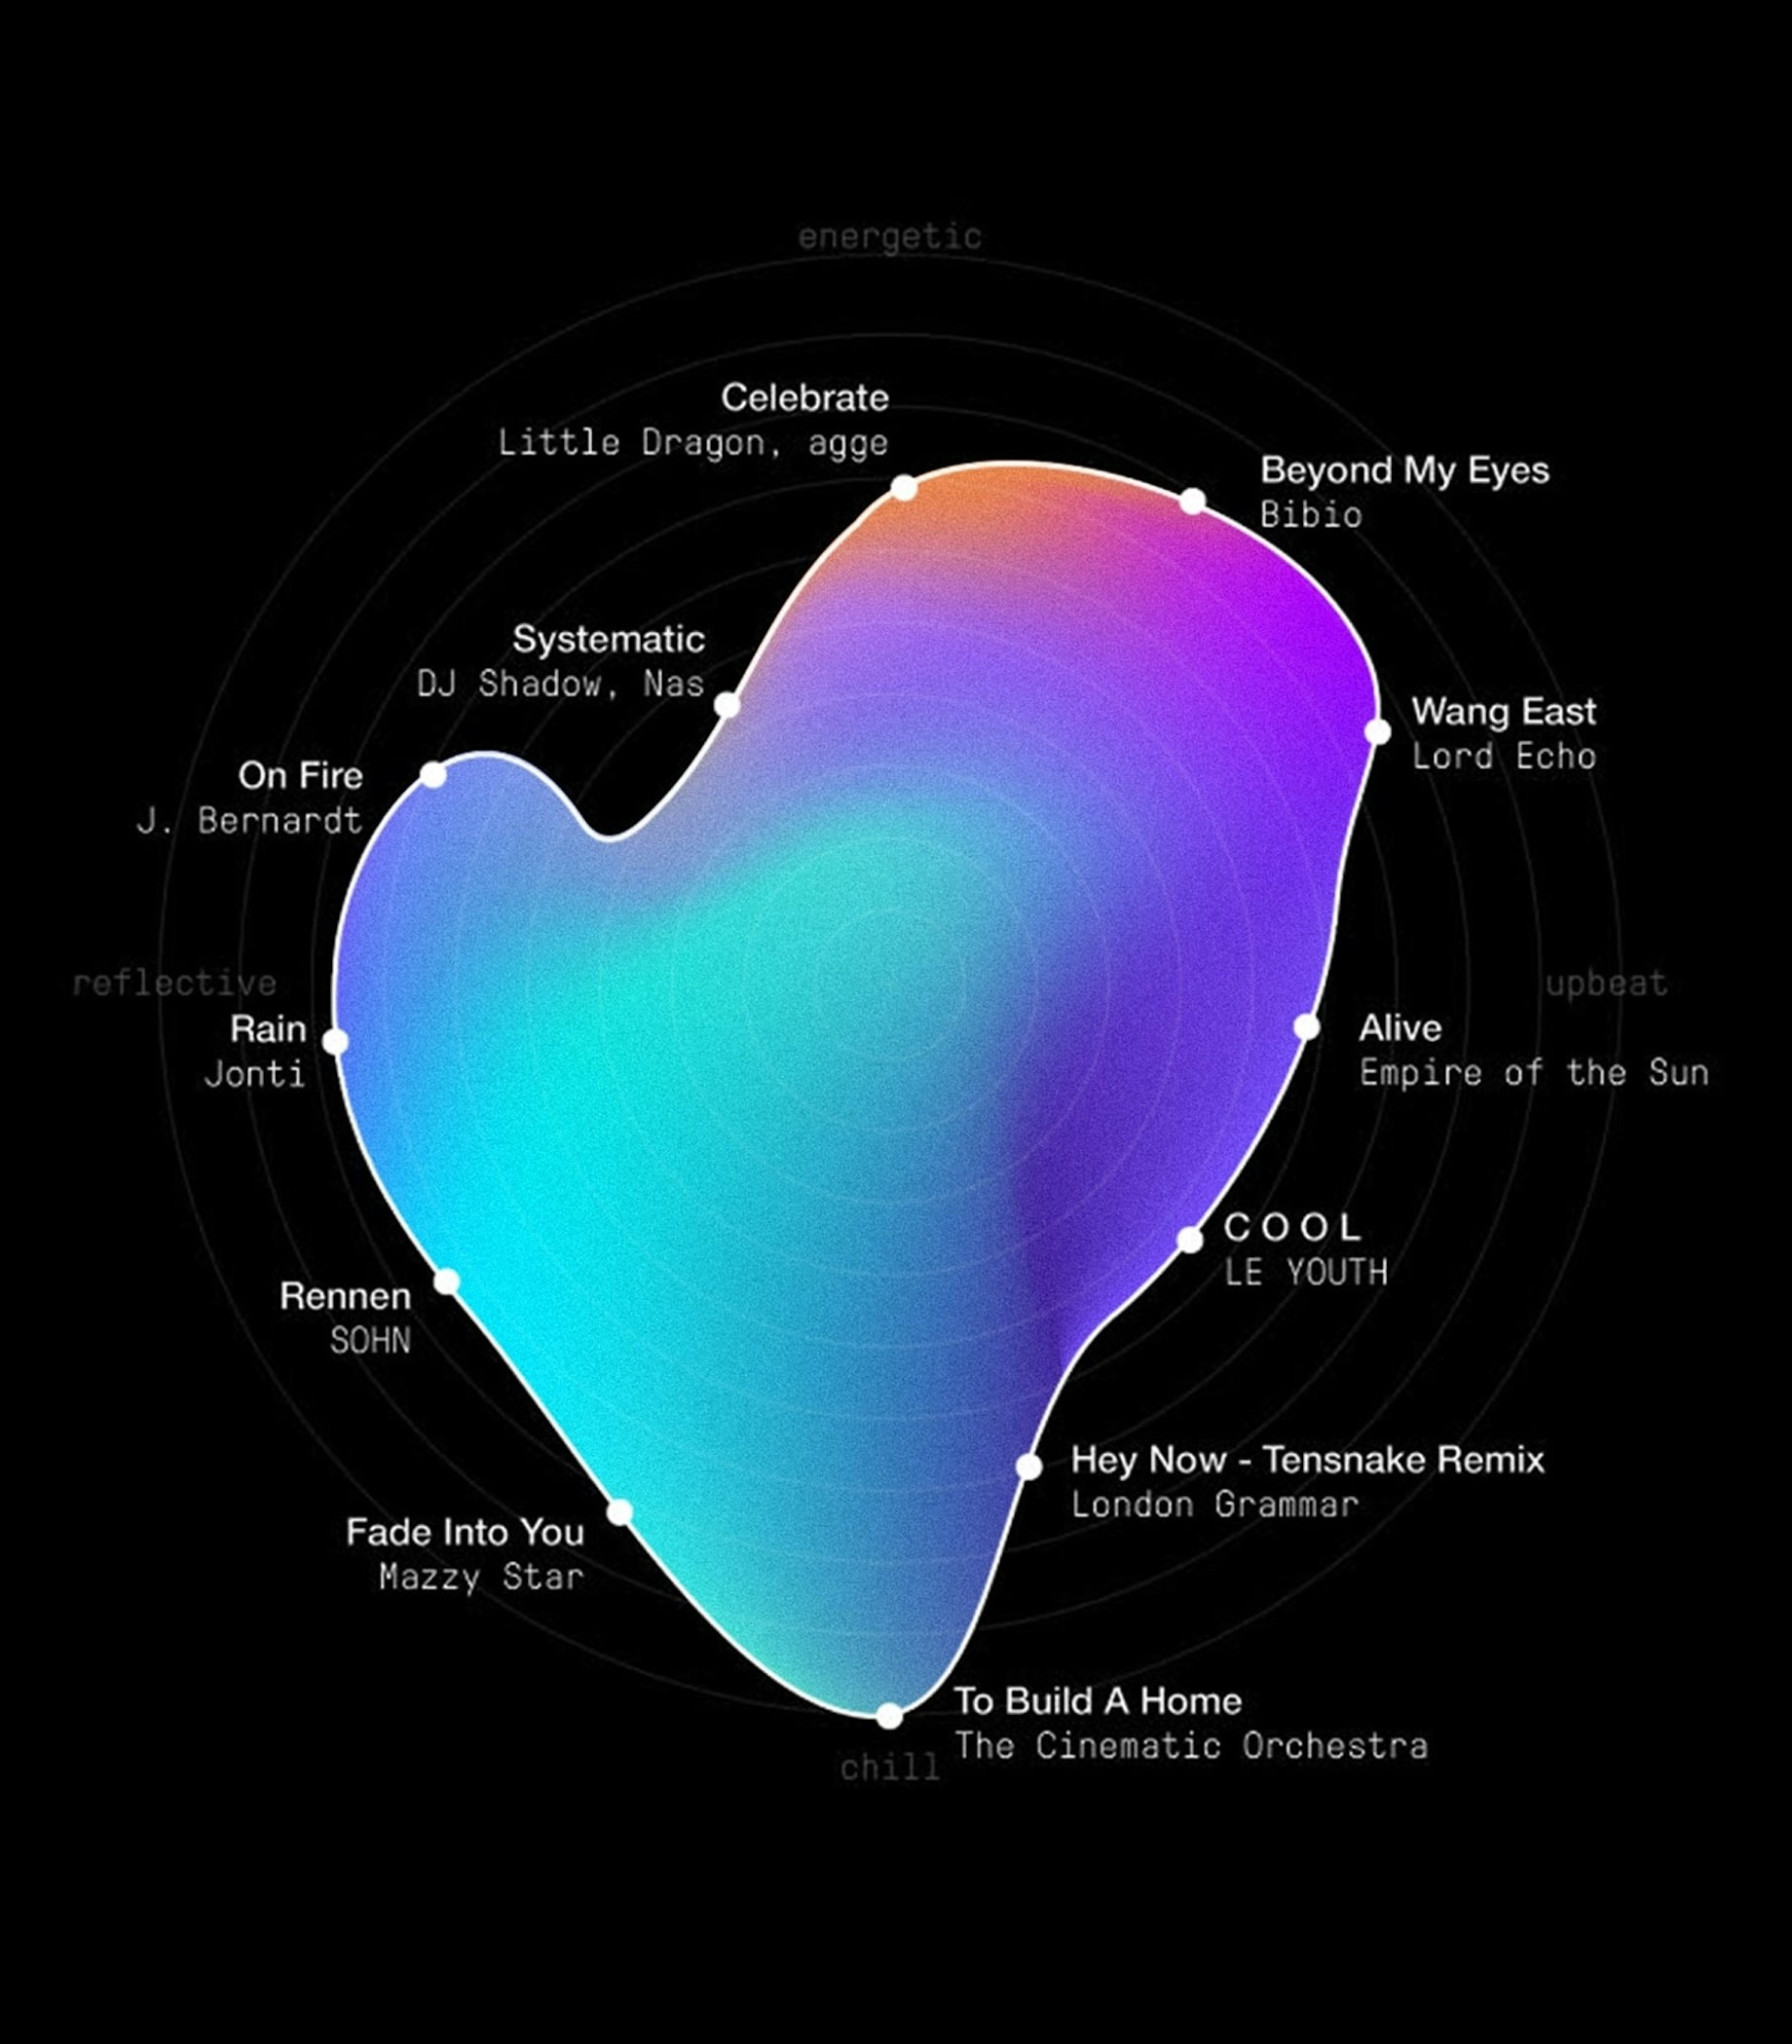 energetic
Celebrate
Little Dragon, agge
Beyond My Eyes
Bibio
Systematic
DJ Shadow, Nas
Wang East
Lord Echo
On Fire
J. Bernardt
reflective
upbeat
Rain
Jonti
Alive
Empire of the Sun
COOL
LE YOUTH
Rennen
SOHN
Hey Now - Tensnake Remix
London Grammar
Fade Into You
Mazzy Star
To Build A Home
The Cinematic Orchestra
chill